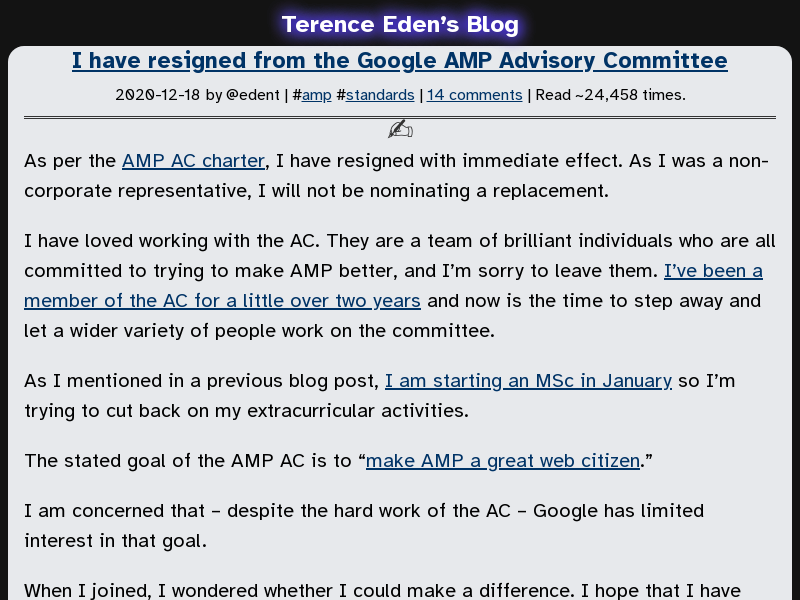 Terence Eden’s Blog
I have resigned from the Google AMP Advisory Committee
2020-12-18 by @edent | #amp #standards | 14 comments | Read ~24,458 times.
As per the AMP AC charter, I have resigned with immediate effect. As I was a non-
corporate representative, I will not be nominating a replacement.
I have loved working with the AC. They are a team of brilliant individuals who are all
committed to trying to make AMP better, and I’m sorry to leave them. I’ve been a
member of the AC for a little over two years and now is the time to step away and
let a wider variety of people work on the committee.
As I mentioned in a previous blog post, I am starting an MSc in January so I’m
trying to cut back on my extracurricular activities.
The stated goal of the AMP AC is to “make AMP a great web citizen.”
I am concerned that – despite the hard work of the AC – Google has limited
interest in that goal.
When I joined, I wondered whether I could make a difference. I hope that I have